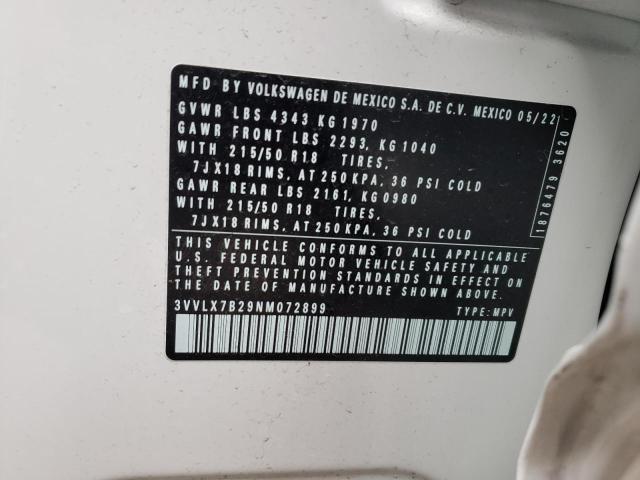 MFD BY VOLKSWAGEN DE MEXICO S.A. DE C.V. MEXICO 05/22
GVWR LBS 4343 KG 1970
GAWR FRONT LBS 2293, KG 1040
WITH 215/50 R18 TIRES,
7JX18 RIMS, AT 250 KPA, 36 PSI COLD
GAWR REAR LBS 2161, KG 0980
WITH 215/50 R18 TIRES,
7JX18 RIMS, AT 250 KPA, 36 PSI COLD
THIS VEHICLE CONFORMS TO ALL APPLICABLE
U.S. FEDERAL MOTOR VEHICLE SAFETY AND
THEFT PREVENTION STANDARDS IN EFFECT ON
THE DATE OF MANUFACTURE SHOWN ABOVE.
3VVLX7B29NM072899 TYPE: MPV
1876479 3620